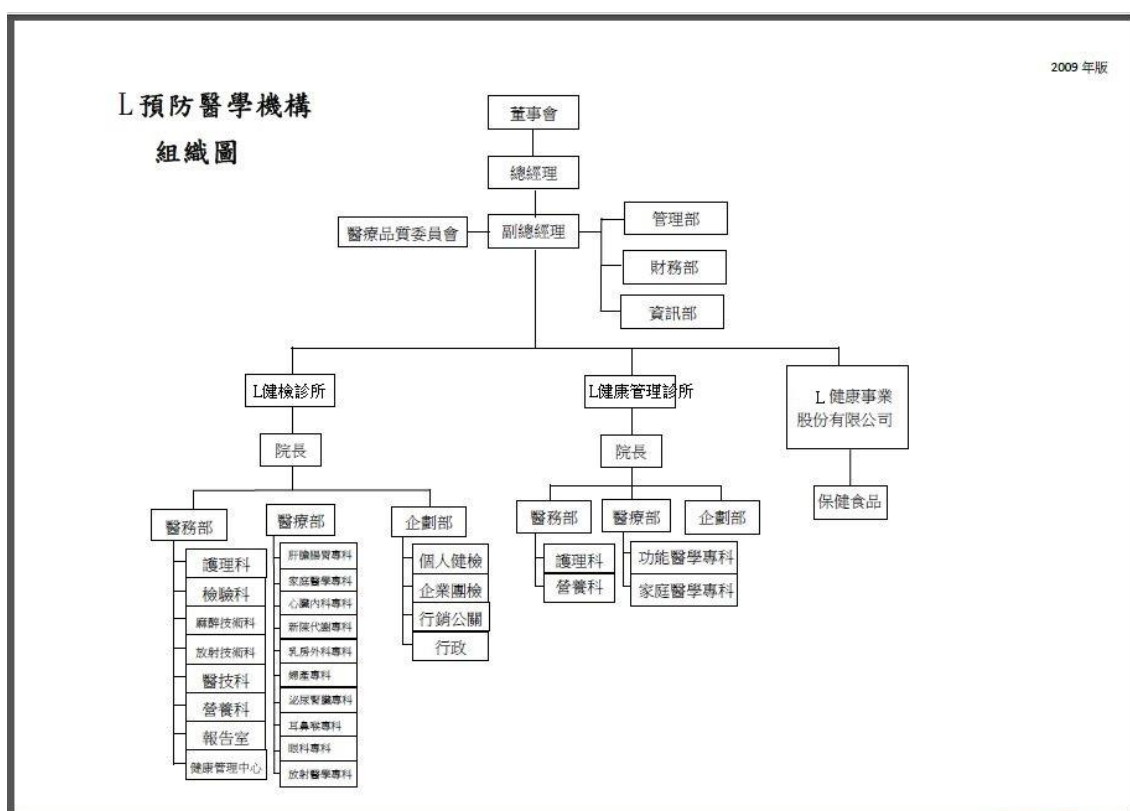 2009 年版
L預防醫學機構
組織圖
董事會
總經理
醫療品質委員會
副總經理
管理部
財務部
資訊部
L健檢診所
L健康管理診所
L健康事業
股份有限公司
院長
院長
保健食品
醫務部
醫療部
企劃部
醫務部
醫療部
企劃部
護理科
檢驗科
麻醉技術科
放射技術科
醫技科
營養科
報告室
健康管理中心
肝膽腸胃專科
家庭醫學專科
心臟內科專科
新陳代謝專科
乳房外科專科
婦產專科
泌尿腎臟專科
耳鼻喉專科
眼科專科
放射醫學專科
個人健檢
企業團檢
行銷公關
行政
護理科
營養科
功能醫學專科
家庭醫學專科